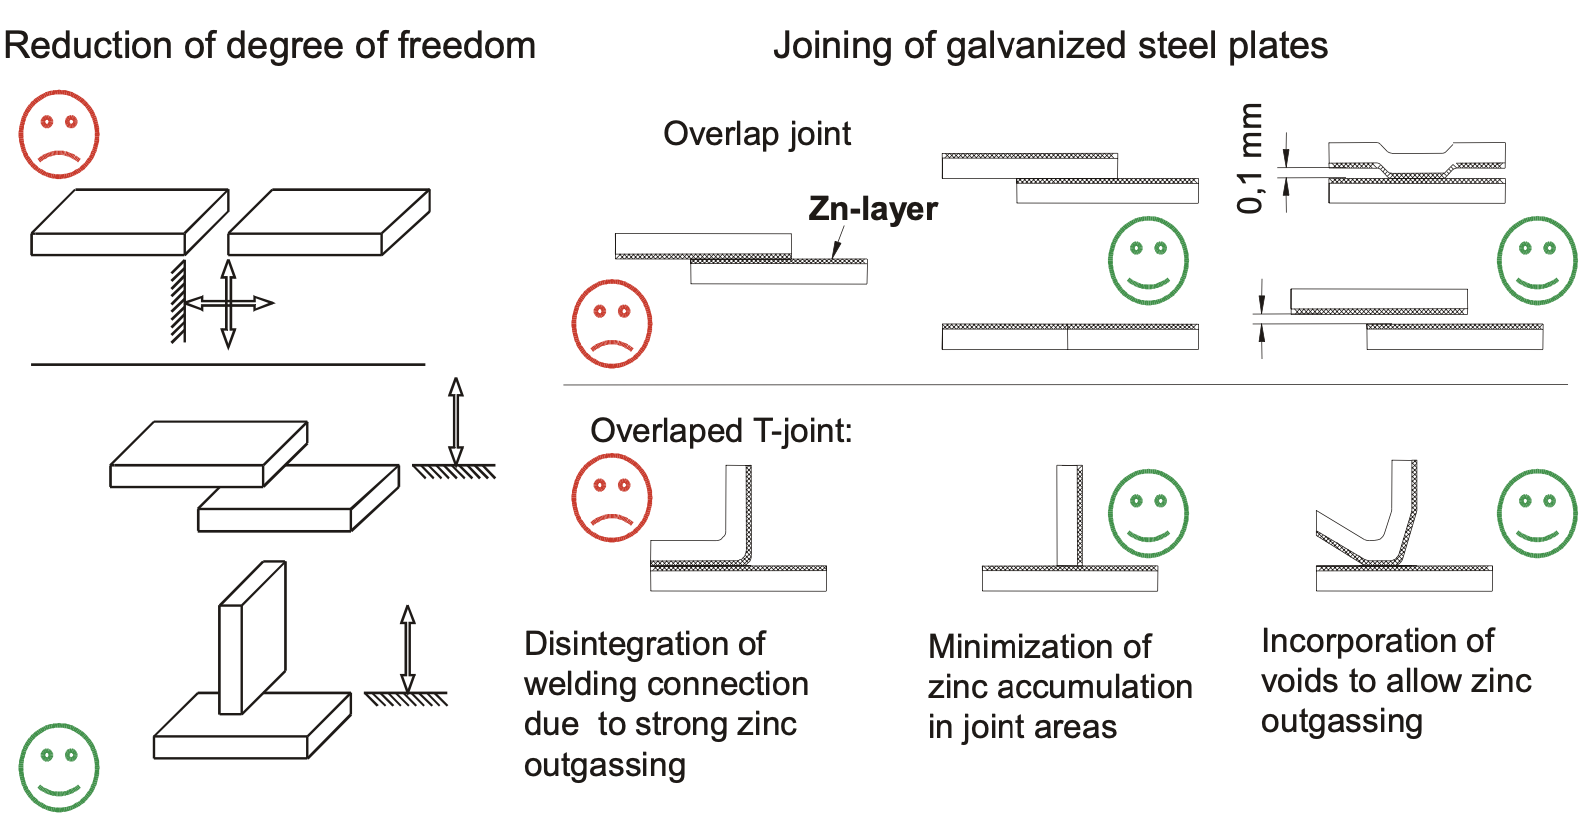 Reduction of degree of freedom
Joining of galvanized steel plates
Overlap joint
Zn-layer
0,1 mm
Overlaped T-joint:
Disintegration of
welding connection
due to strong zinc
outgassing
Minimization of
zinc accumulation
in joint areas
Incorporation of
voids to allow zinc
outgassing